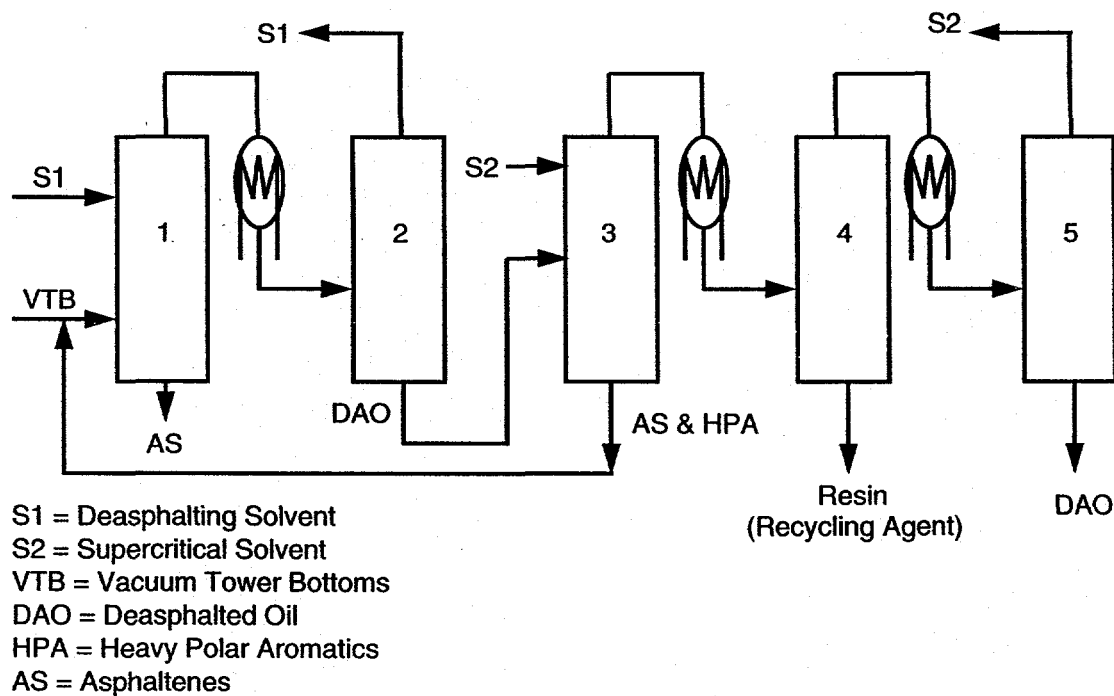 S1
S2
S1
S2
1
2
3
4
5
VTB
DAO
AS & HPA
AS
Resin
(Recycling Agent)
DAO
S1 = Deasphalting Solvent
S2 = Supercritical Solvent
VTB = Vacuum Tower Bottoms
DAO = Deasphalted Oil
HPA = Heavy Polar Aromatics
AS = Asphaltenes